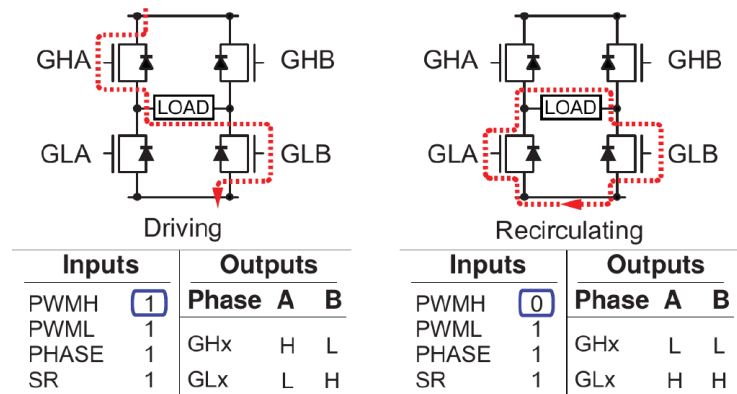 GHA GHB GHA GHB
LOAD LOAD
GLA GLB GLA GLB
Driving Recirculating
Inputs Outputs Inputs Outputs
PWMH 1 Phase A B PWMH 0 Phase A B
PWML 1 PWML 1
GHx H L GHx L L
PHASE 1 PHASE 1
SR 1 GLx L H SR 1 GLx H H